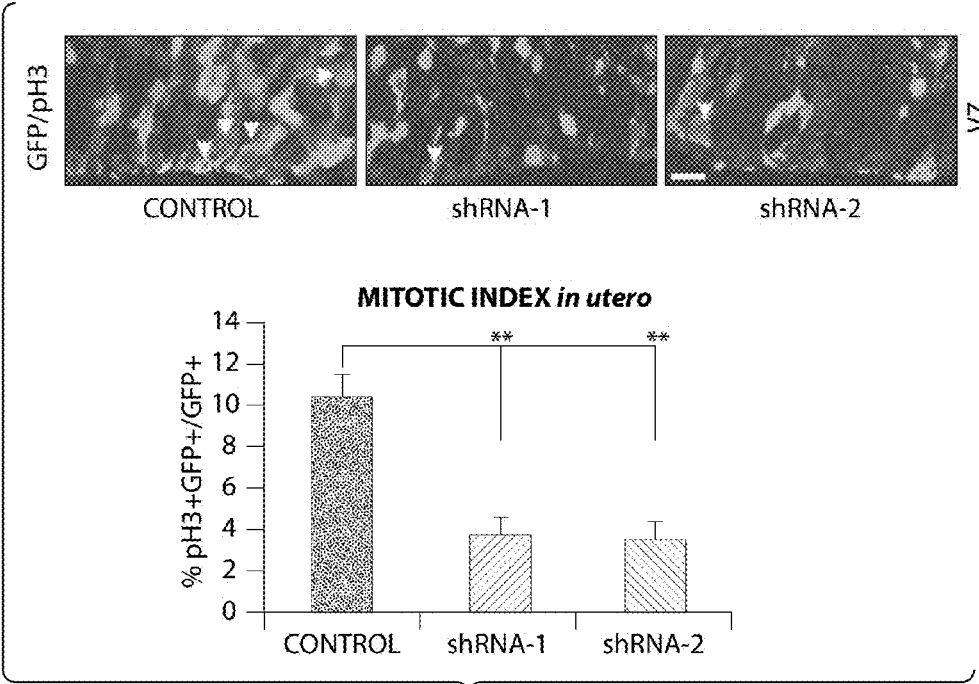 GFP/pH3
VZ
CONTROL shRNA-1 shRNA-2
MITOTIC INDEX in utero
% pH3+GFP+/GFP+
14
12
10
8
6
4
2
0
** **
CONTROL shRNA-1 shRNA-2